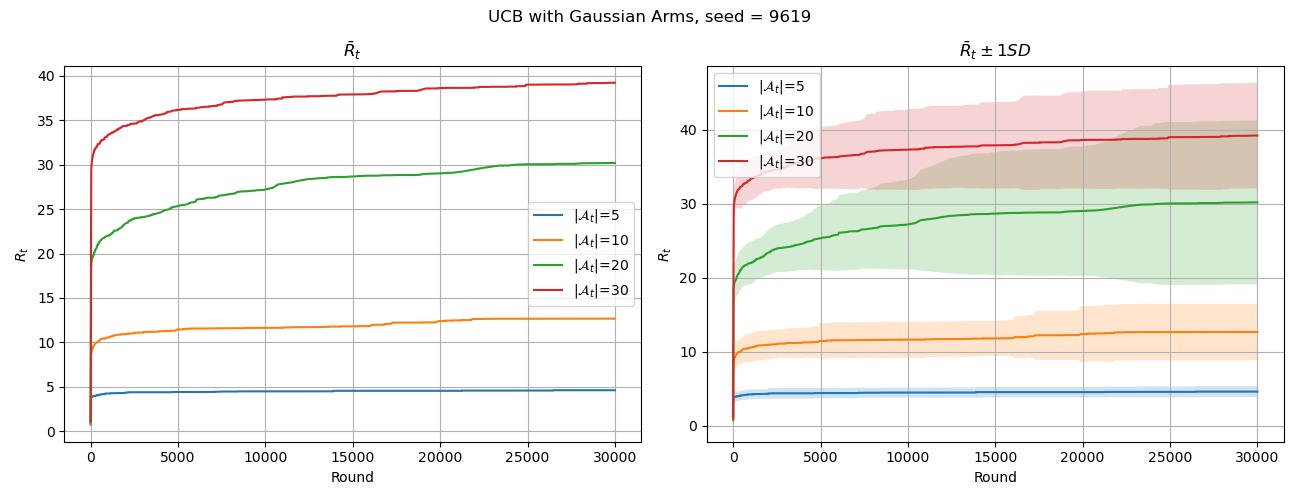 UCB with Gaussian Arms, seed = 9619
R̄ₜ
40
35
30
25
20
15
10
5
0
Rₜ
|𝒜ₜ|=5
|𝒜ₜ|=10
|𝒜ₜ|=20
|𝒜ₜ|=30
0 5000 10000 15000 20000 25000 30000
Round
R̄ₜ ± 1SD
40
30
20
10
0
Rₜ
|𝒜ₜ|=5
|𝒜ₜ|=10
|𝒜ₜ|=20
|𝒜ₜ|=30
0 5000 10000 15000 20000 25000 30000
Round